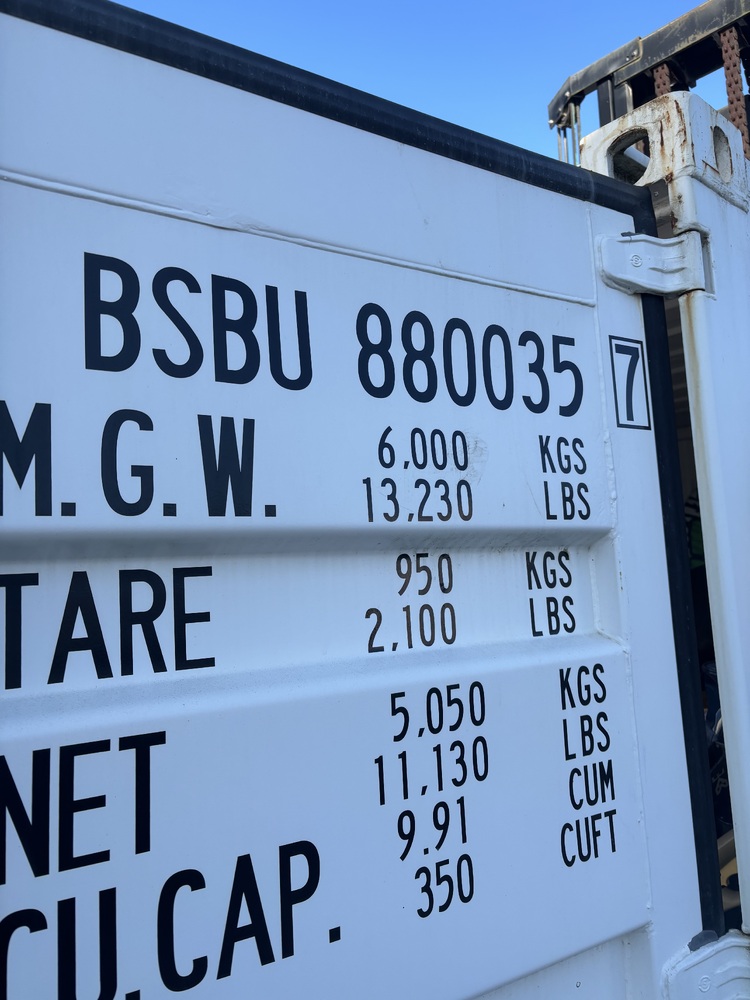 BSBU 880035 7
M.G.W. 6,000 KGS
13,230 LBS
TARE 950 KGS
2,100 LBS
NET 5,050 KGS
11,130 LBS
CU.CAP. 9.91 CUM
350 CUFT